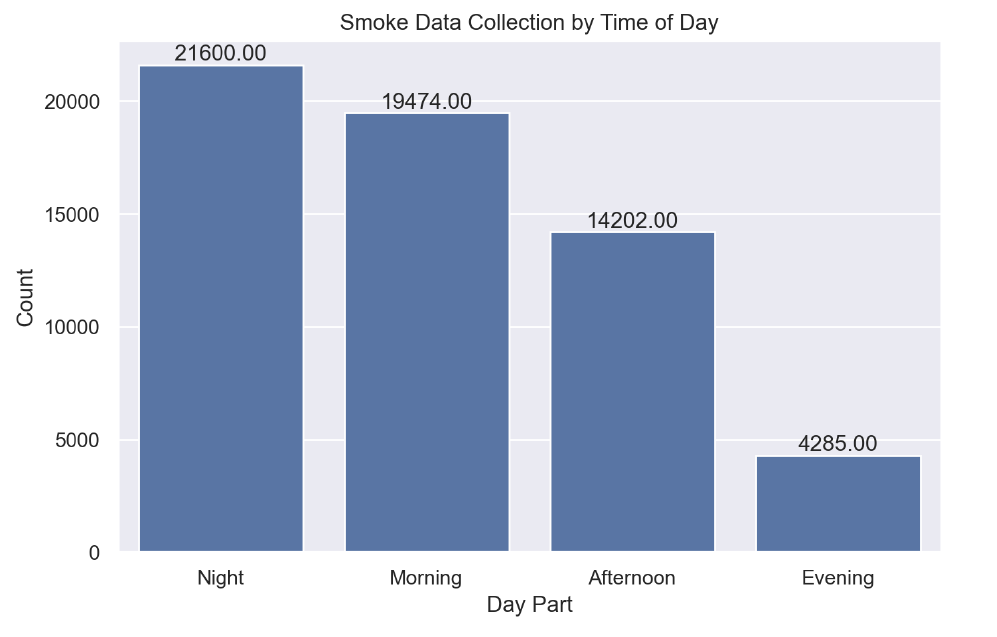 Smoke Data Collection by Time of Day
21600.00
19474.00
14202.00
4285.00
20000
15000
10000
5000
0
Count
Night Morning Afternoon Evening
Day Part